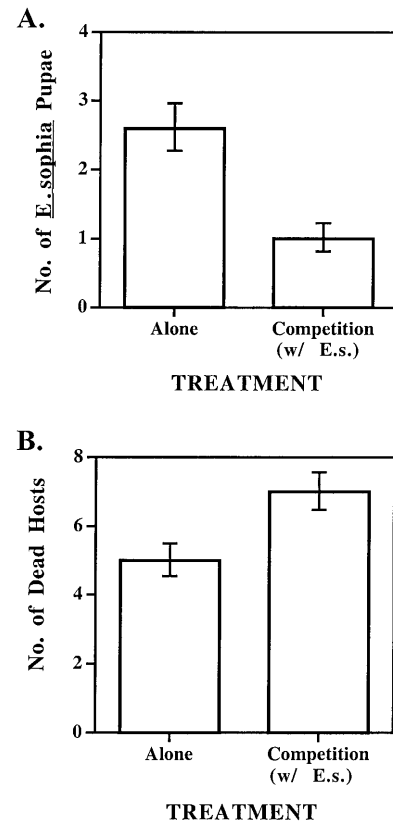 A.
No. of E. sophia Pupae
4
3
2
1
0
Alone
Competition
(w/ E.s.)
TREATMENT
B.
No. of Dead Hosts
8
6
4
2
0
Alone
Competition
(w/ E.s.)
TREATMENT